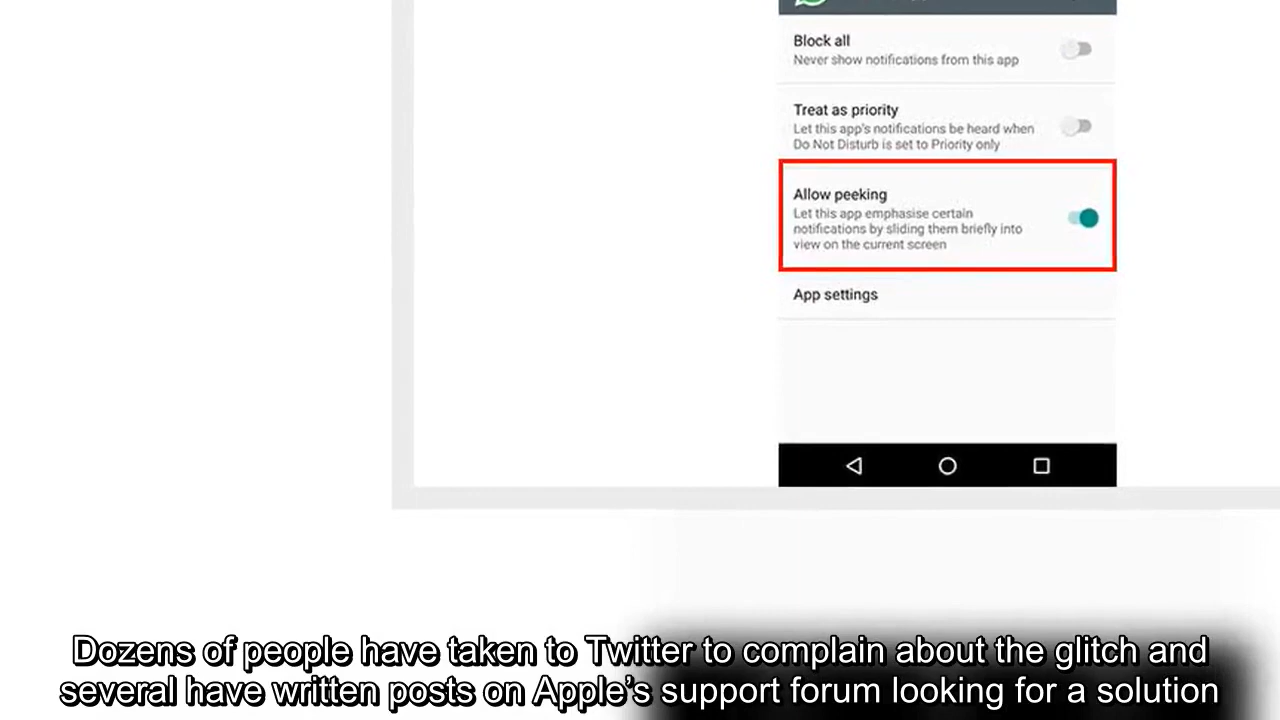 Block all
Never show notifications from this app
Treat as priority
Let this app's notifications be heard when
Do Not Disturb is set to Priority only
Allow peeking
Let this app emphasise certain
notifications by sliding them briefly into
view on the current screen
App settings
Dozens of people have taken to Twitter to complain about the glitch and
several have written posts on Apple’s support forum looking for a solution